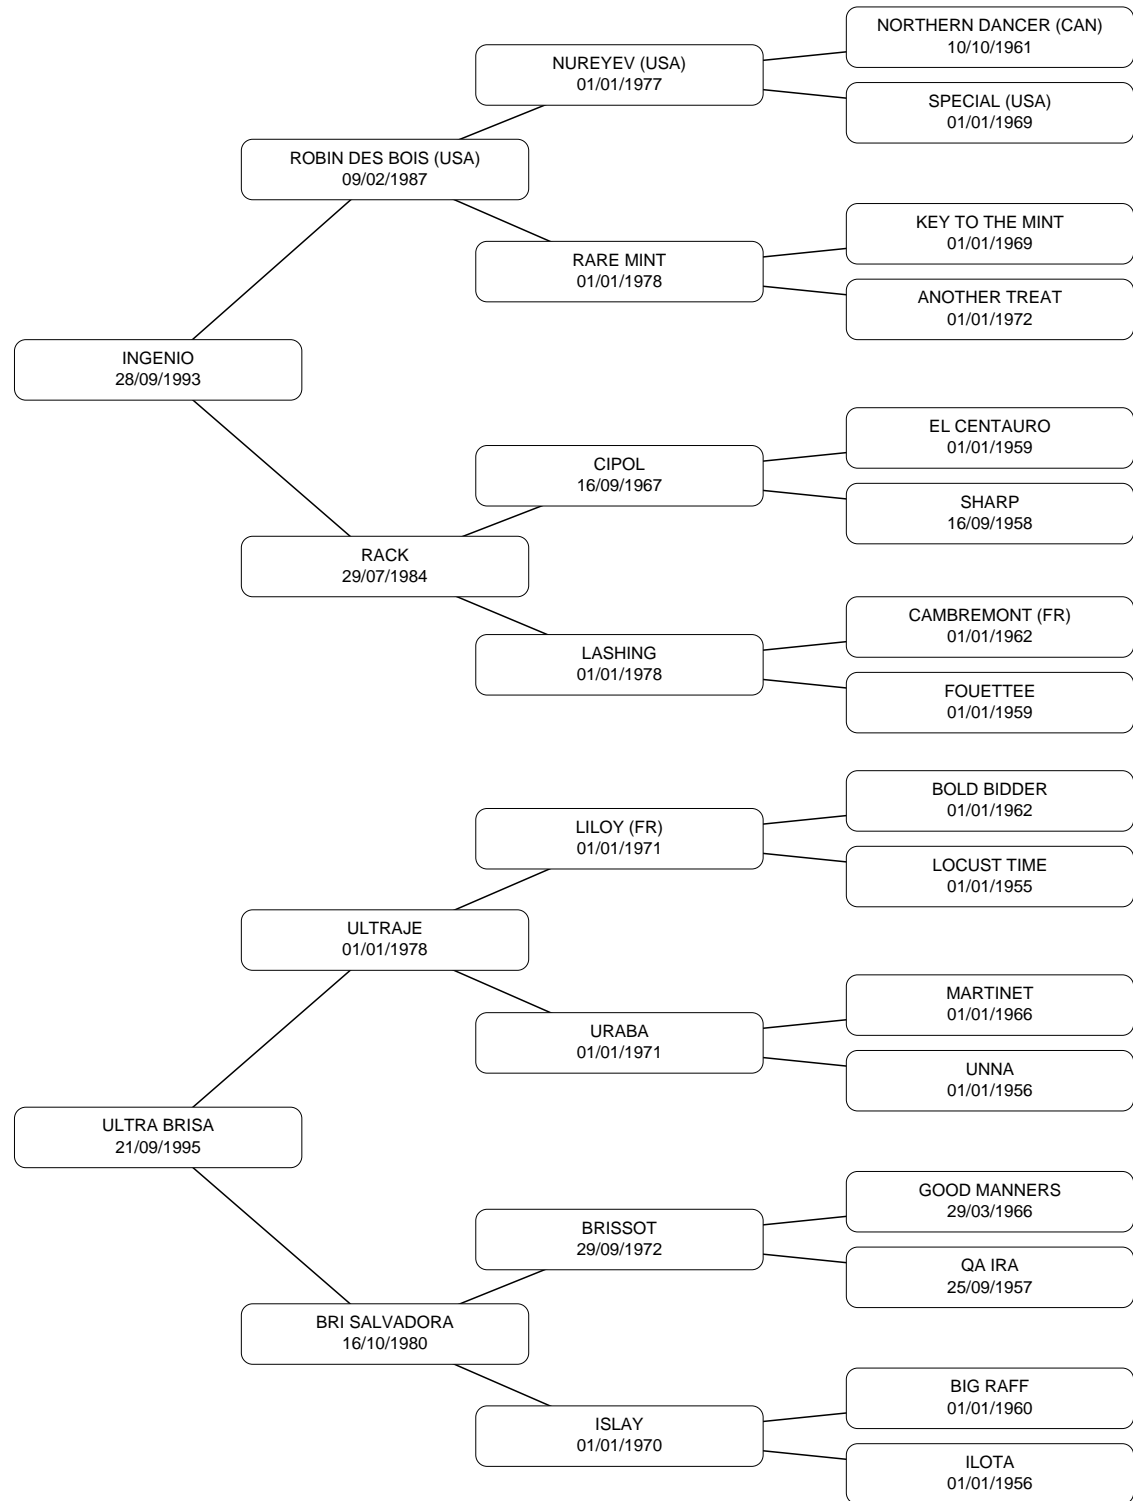 NORTHERN DANCER (CAN)
10/10/1961
NUREYEV (USA)
01/01/1977
SPECIAL (USA)
01/01/1969
ROBIN DES BOIS (USA)
09/02/1987
KEY TO THE MINT
01/01/1969
RARE MINT
01/01/1978
ANOTHER TREAT
01/01/1972
INGENIO
28/09/1993
EL CENTAURO
01/01/1959
CIPOL
16/09/1967
SHARP
16/09/1958
RACK
29/07/1984
CAMBREMONT (FR)
01/01/1962
LASHING
01/01/1978
FOUETTEE
01/01/1959
BOLD BIDDER
01/01/1962
LILOY (FR)
01/01/1971
LOCUST TIME
01/01/1955
ULTRAJE
01/01/1978
MARTINET
01/01/1966
URABA
01/01/1971
UNNA
01/01/1956
ULTRA BRISA
21/09/1995
GOOD MANNERS
29/03/1966
BRISSOT
29/09/1972
QA IRA
25/09/1957
BRI SALVADORA
16/10/1980
BIG RAFF
01/01/1960
ISLAY
01/01/1970
ILOTA
01/01/1956